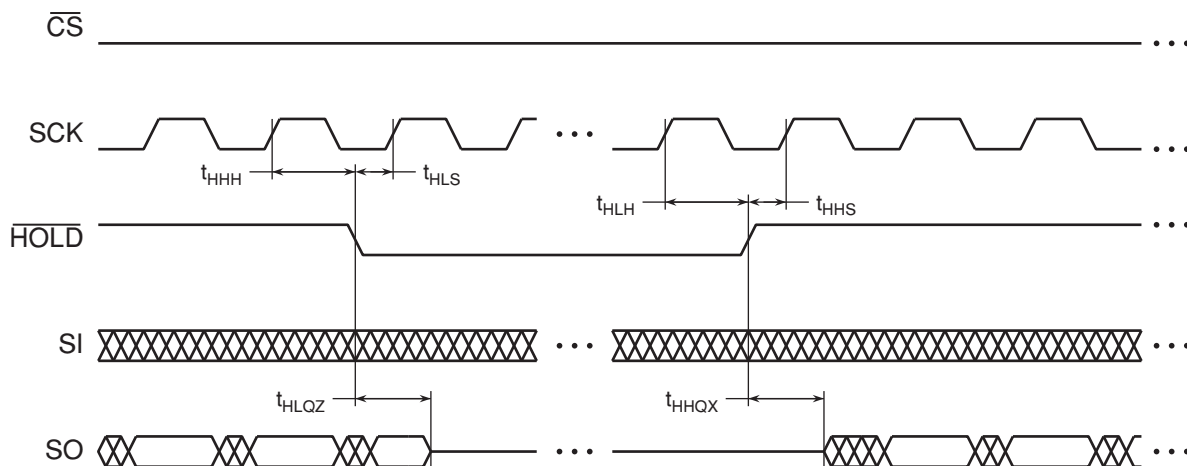 CS
SCK
tHHH
tHLS
tHLH
tHHS
HOLD
SI
tHLQZ
tHHQX
SO